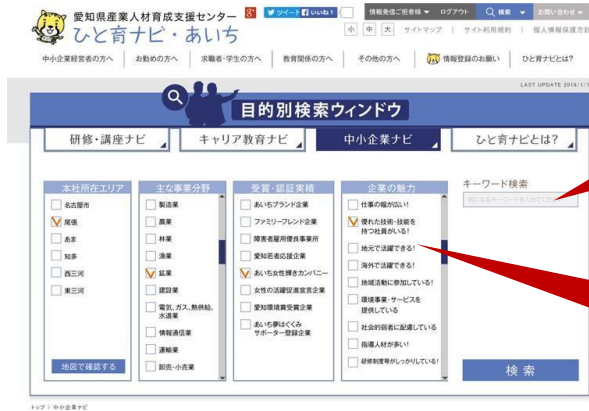 愛知県産業人材育成支援センター
ツイート いいね!
情報発信ご担当者様 ログアウト 検索 お問い合わせ
ひと育ナビ・あいち
小 中 大 サイトマップ | サイト利用規約 | 個人情報保護方針
中小企業経営者の方へ お勤めの方へ 求職者・学生の方へ 教育関係の方へ その他の方へ 情報登録のお願い ひと育ナビとは?
LAST UPDATE 2016/1/
目的別検索ウィンドウ
研修・講座ナビ キャリア教育ナビ 中小企業ナビ ひと育ナビとは?
本社所在エリア
名古屋市
尾張
あま
知多
西三河
東三河
地図で確認する
主な事業分野
製造業
農業
林業
漁業
鉱業
建設業
電気、ガス、熱供給、
水道業
情報通信業
運輸業
卸売・小売業
受賞・認証実績
あいちブランド企業
ファミリーフレンド企業
障害者雇用優良事業所
愛知若者応援企業
あいち女性輝きカンパニー
女性の活躍促進宣言企業
愛知環境賞受賞企業
あいち夢はぐくみ
サポーター登録企業
企業の魅力
仕事の幅が広い!
優れた技術・技能を
持つ社員がいる!
地元で活躍できる!
海外で活躍できる!
地域活動に参加している!
環境事業・サービスを
提供している
社会的弱者に配慮している
指導人材が多い!
研修制度等がしっかりしている!
キーワード検索
検索
トップ > 中小企業ナビ